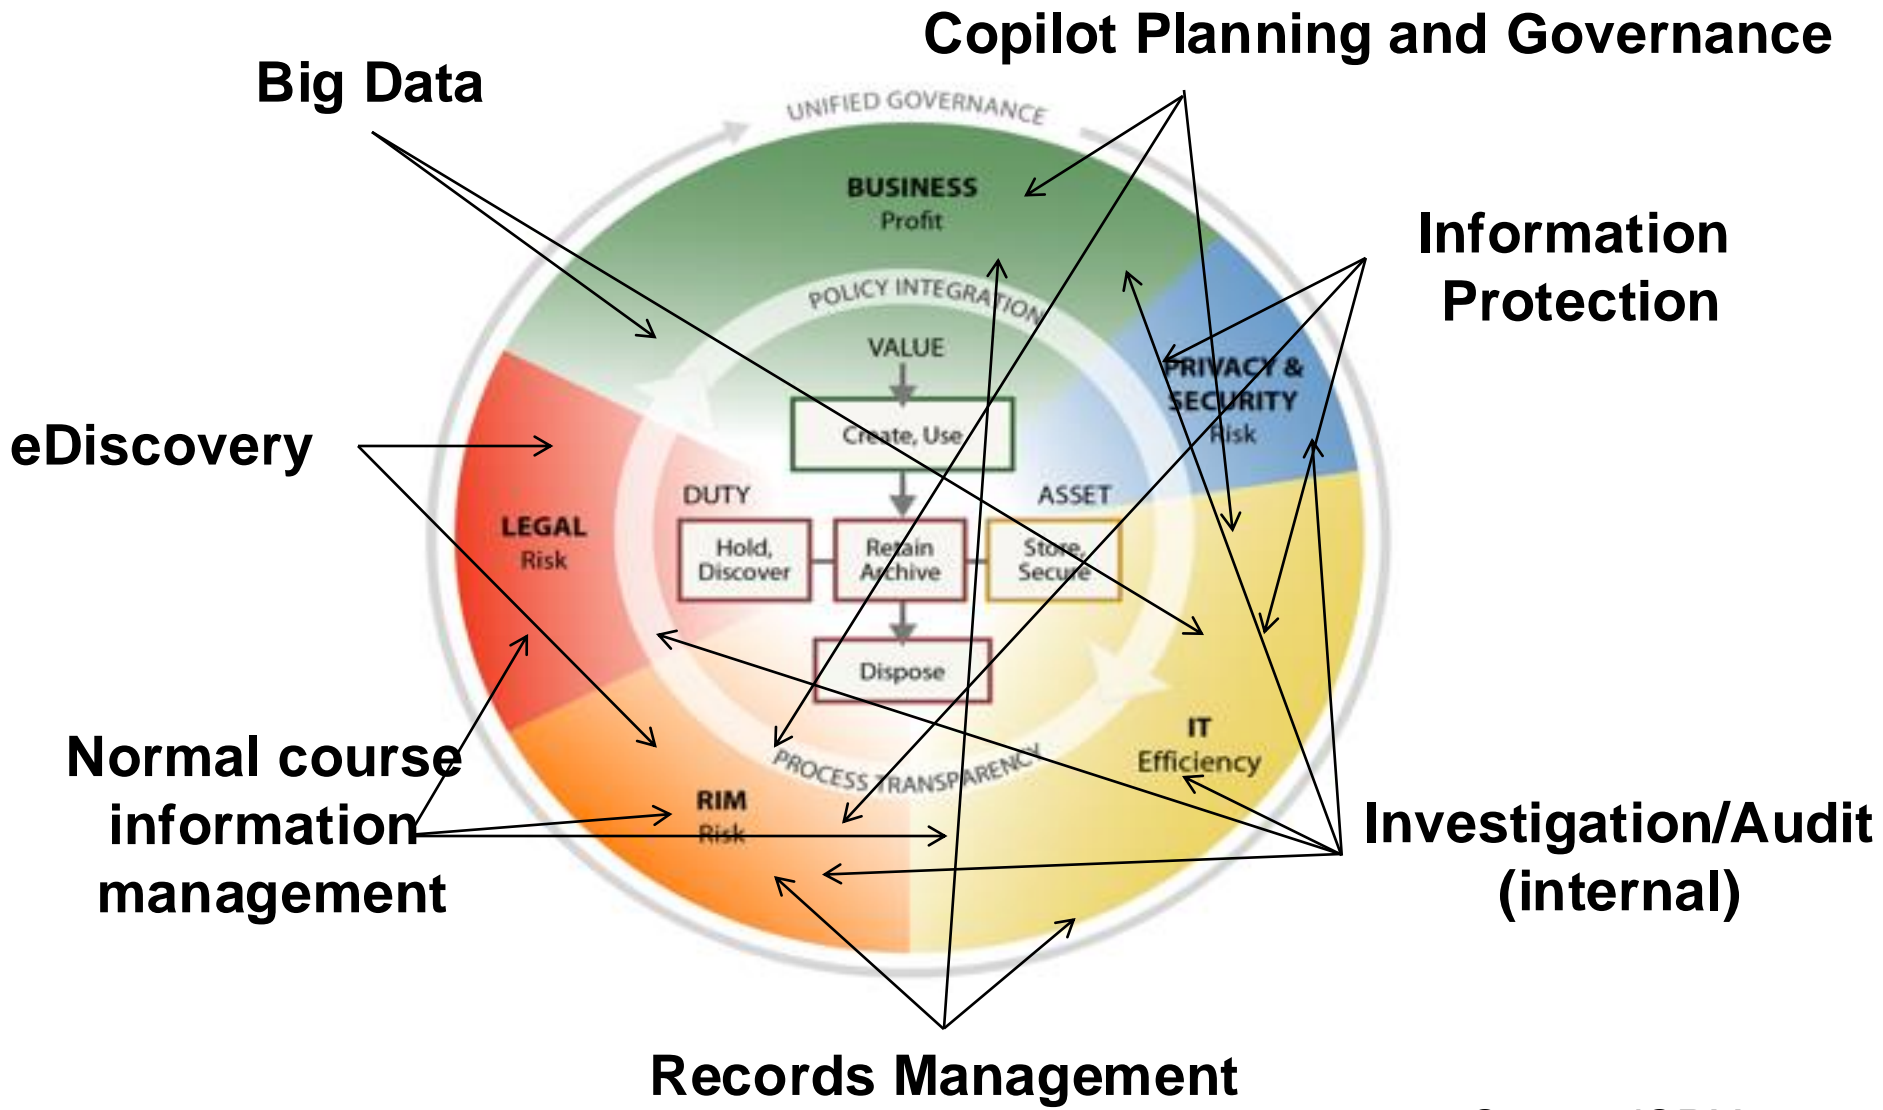 Copilot Planning and Governance
Big Data
UNIFIED GOVERNANCE
BUSINESS
Profit
Information
Protection
POLICY INTEGRATION
VALUE
PRIVACY &
SECURITY
Risk
eDiscovery
Create, Use
DUTY
ASSET
LEGAL
Risk
Hold,
Discover
Retain
Archive
Store,
Secure
Dispose
IT
Efficiency
Normal course
information
management
PROCESS TRANSPARENCY
RIM
Risk
Investigation/Audit
(internal)
Records Management